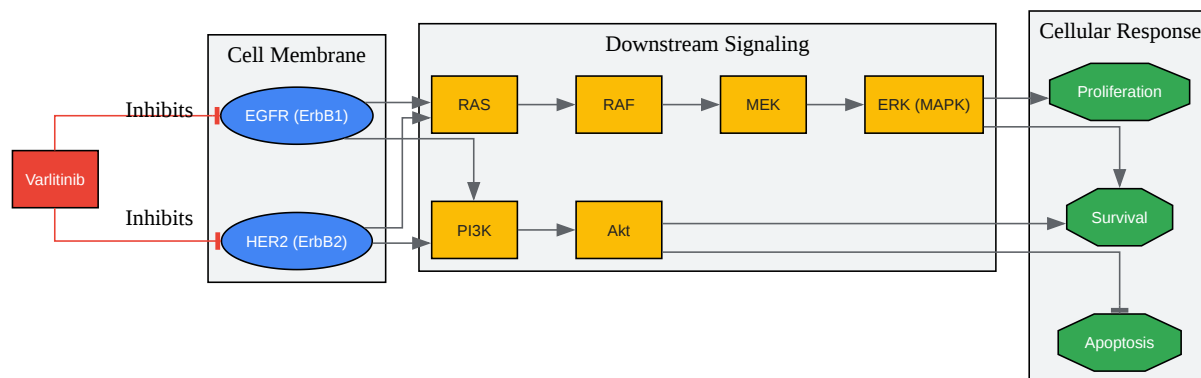 Cellular Response
Downstream Signaling
Cell Membrane
Proliferation
RAS
RAF
MEK
ERK (MAPK)
Inhibits
EGFR (ErbB1)
Varlitinib
Inhibits
Survival
HER2 (ErbB2)
PI3K
Akt
Apoptosis